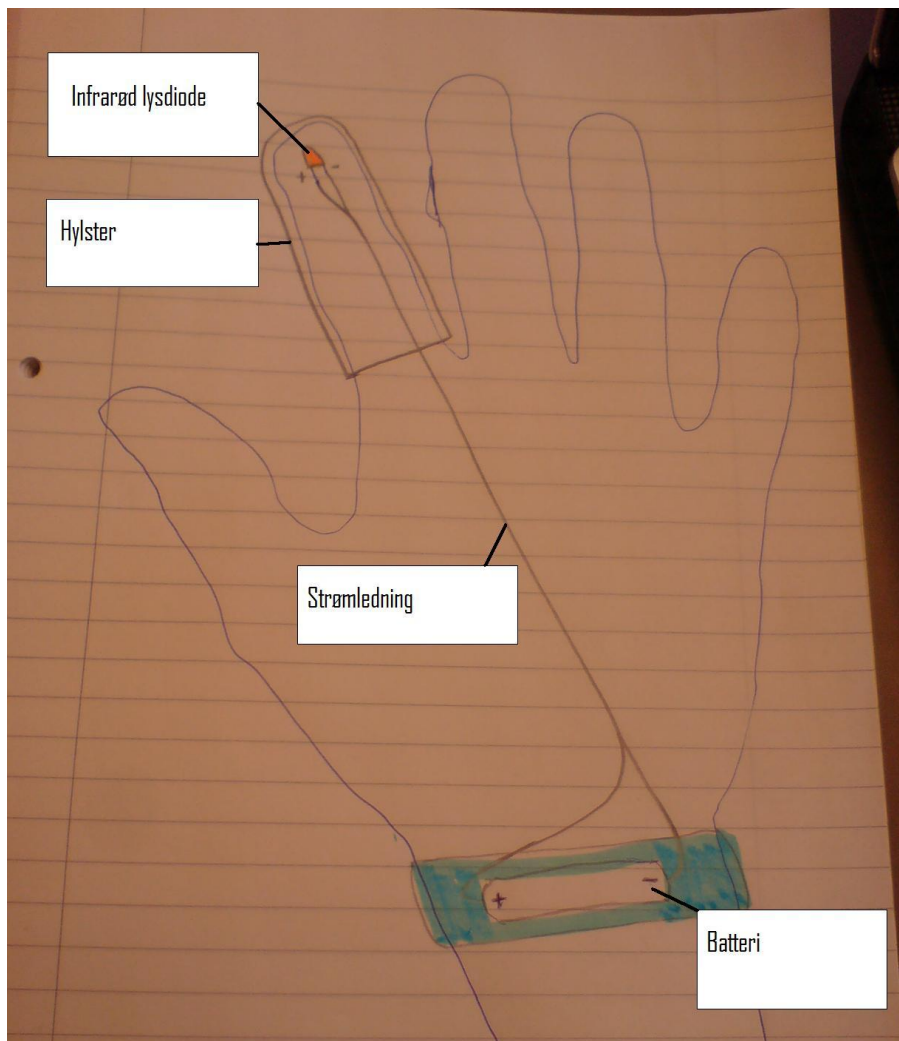 Infrarød lysdiode
+ -
Hylster
Strømledning
+ -
Batteri